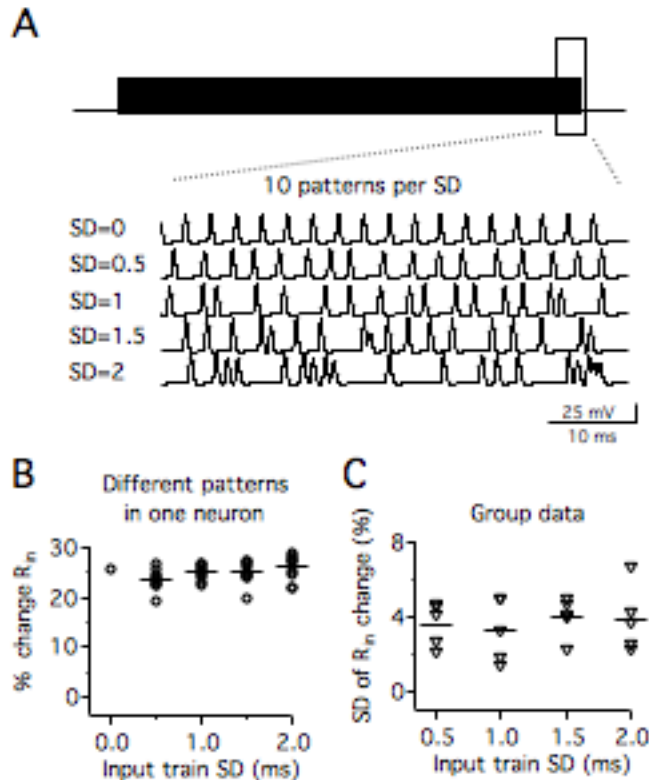 A
10 patterns per SD
SD=0
SD=0.5
SD=1
SD=1.5
SD=2
25 mV
10 ms
B
Different patterns
in one neuron
% change Rin
30
20
10
0
0.0
1.0
2.0
Input train SD (ms)
C
Group data
SD of Rin change (%)
8
4
0
0.5
1.0
1.5
2.0
Input train SD (ms)